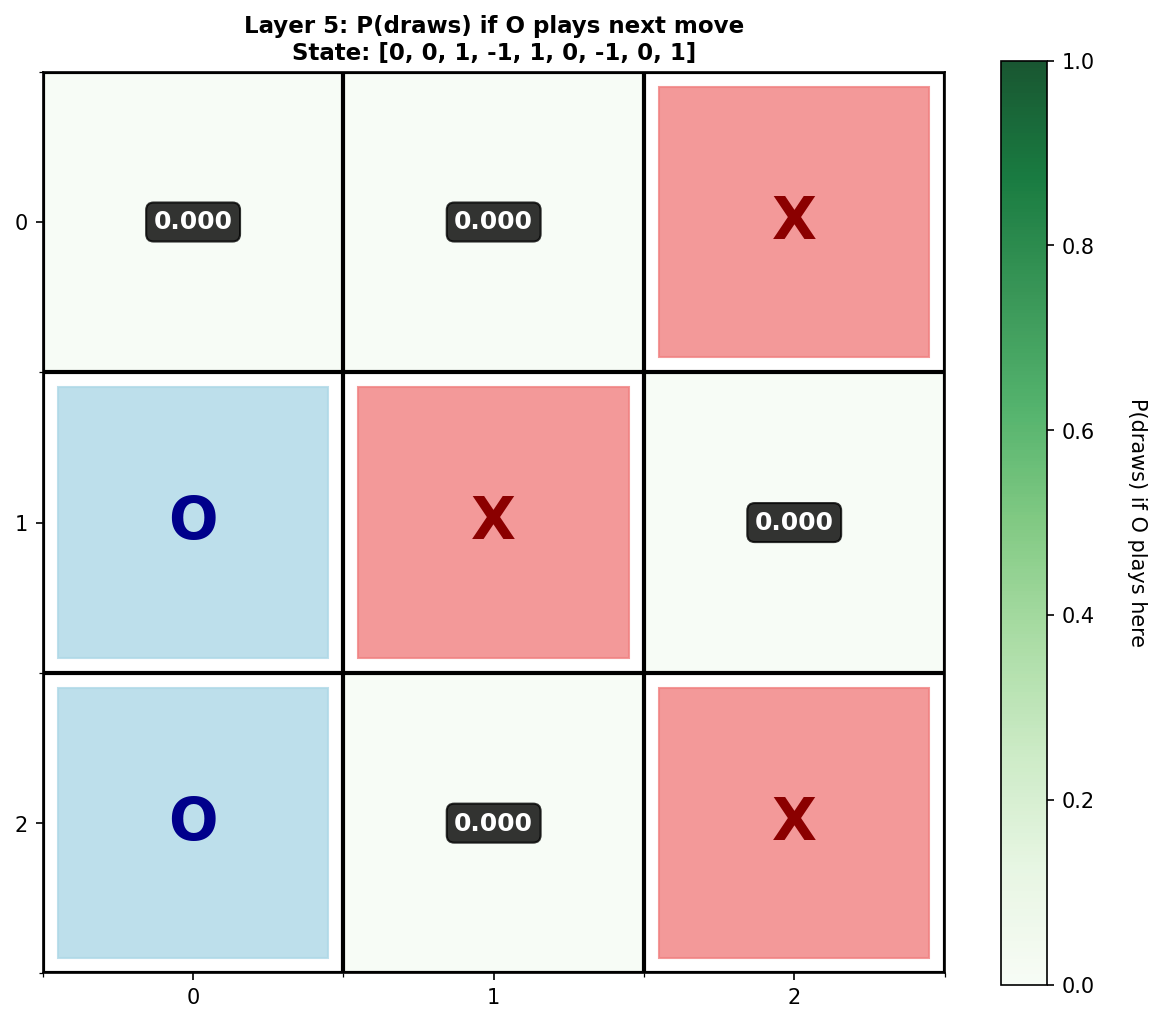 Layer 5: P(draws) if O plays next move
State: [0, 0, 1, -1, 1, 0, -1, 0, 1]
0
0.000
0.000
X
1
O
X
0.000
2
O
0.000
X
0
1
2
1.0
0.8
0.6
0.4
0.2
0.0
P(draws) if O plays here